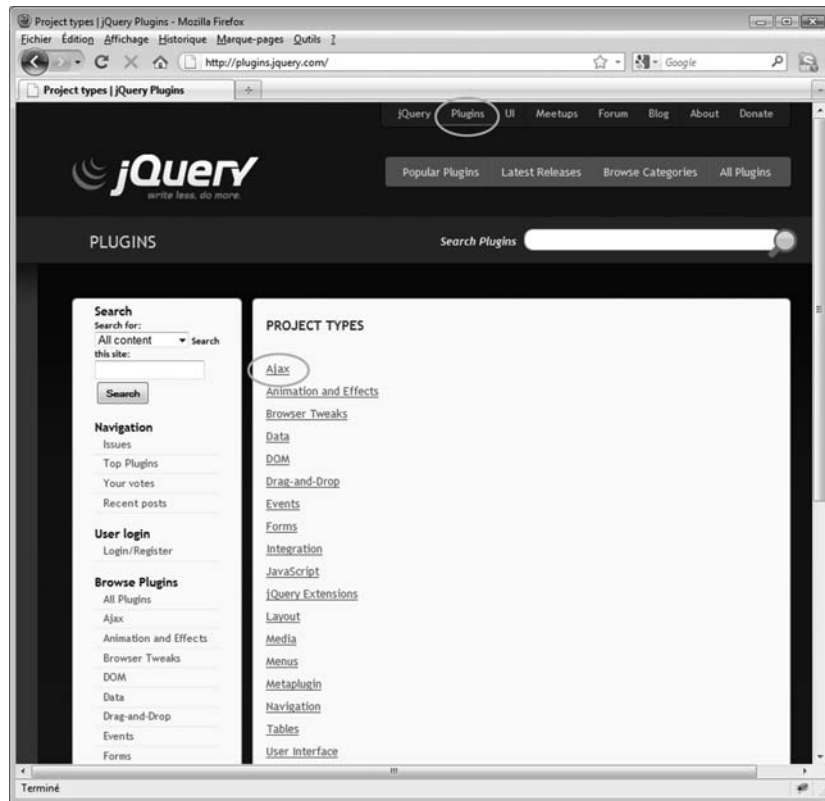 Project types | jQuery Plugins - Mozilla Firefox
Fichier Édition Affichage Historique Marque-pages Outils ?
http://plugins.jquery.com/
Google
Project types | jQuery Plugins
jQuery Plugins UI Meetups Forum Blog About Donate
jQuery
write less, do more.
Popular Plugins Latest Releases Browse Categories All Plugins
PLUGINS
Search Plugins
Search
Search for:
All content
Search
this site:
Search
Navigation
Issues
Top Plugins
Your votes
Recent posts
User login
Login/Register
Browse Plugins
All Plugins
Ajax
Animation and Effects
Browser Tweaks
DOM
Data
Drag-and-Drop
Events
Forms
PROJECT TYPES
Ajax
Animation and Effects
Browser Tweaks
Data
DOM
Drag-and-Drop
Events
Forms
Integration
JavaScript
jQuery Extensions
Layout
Media
Menus
Metaplugin
Navigation
Tables
User Interface
Terminé